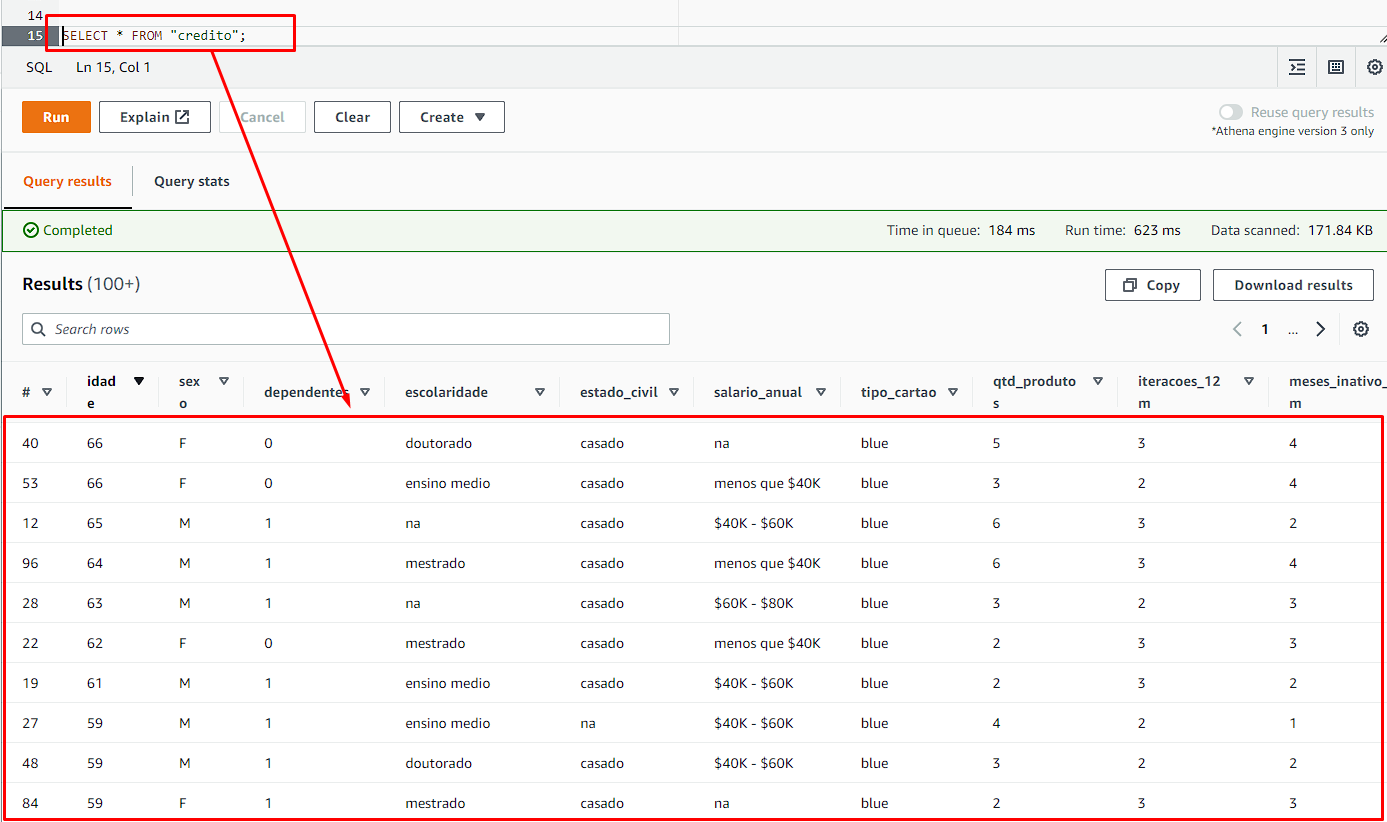 14
15 SELECT * FROM "credito";
SQL Ln 15, Col 1
Run Explain Cancel Clear Create Reuse query results
*Athena engine version 3 only
Query results Query stats
Completed Time in queue: 184 ms Run time: 623 ms Data scanned: 171.84 KB
Results (100+) Copy Download results
Search rows 1 ...
# idad
e sex
o dependentes escolaridade estado_civil salario_anual tipo_cartao qtd_produto
s iteracoes_12
m meses_inativo_
m
40 66 F 0 doutorado casado na blue 5 3 4
53 66 F 0 ensino medio casado menos que $40K blue 3 2 4
12 65 M 1 na casado $40K - $60K blue 6 3 2
96 64 M 1 mestrado casado menos que $40K blue 6 3 4
28 63 M 1 na casado $60K - $80K blue 3 2 3
22 62 F 0 mestrado casado menos que $40K blue 2 3 3
19 61 M 1 ensino medio casado $40K - $60K blue 2 3 2
27 59 M 1 ensino medio na $40K - $60K blue 4 2 1
48 59 M 1 doutorado casado $40K - $60K blue 3 2 2
84 59 F 1 mestrado casado na blue 2 3 3